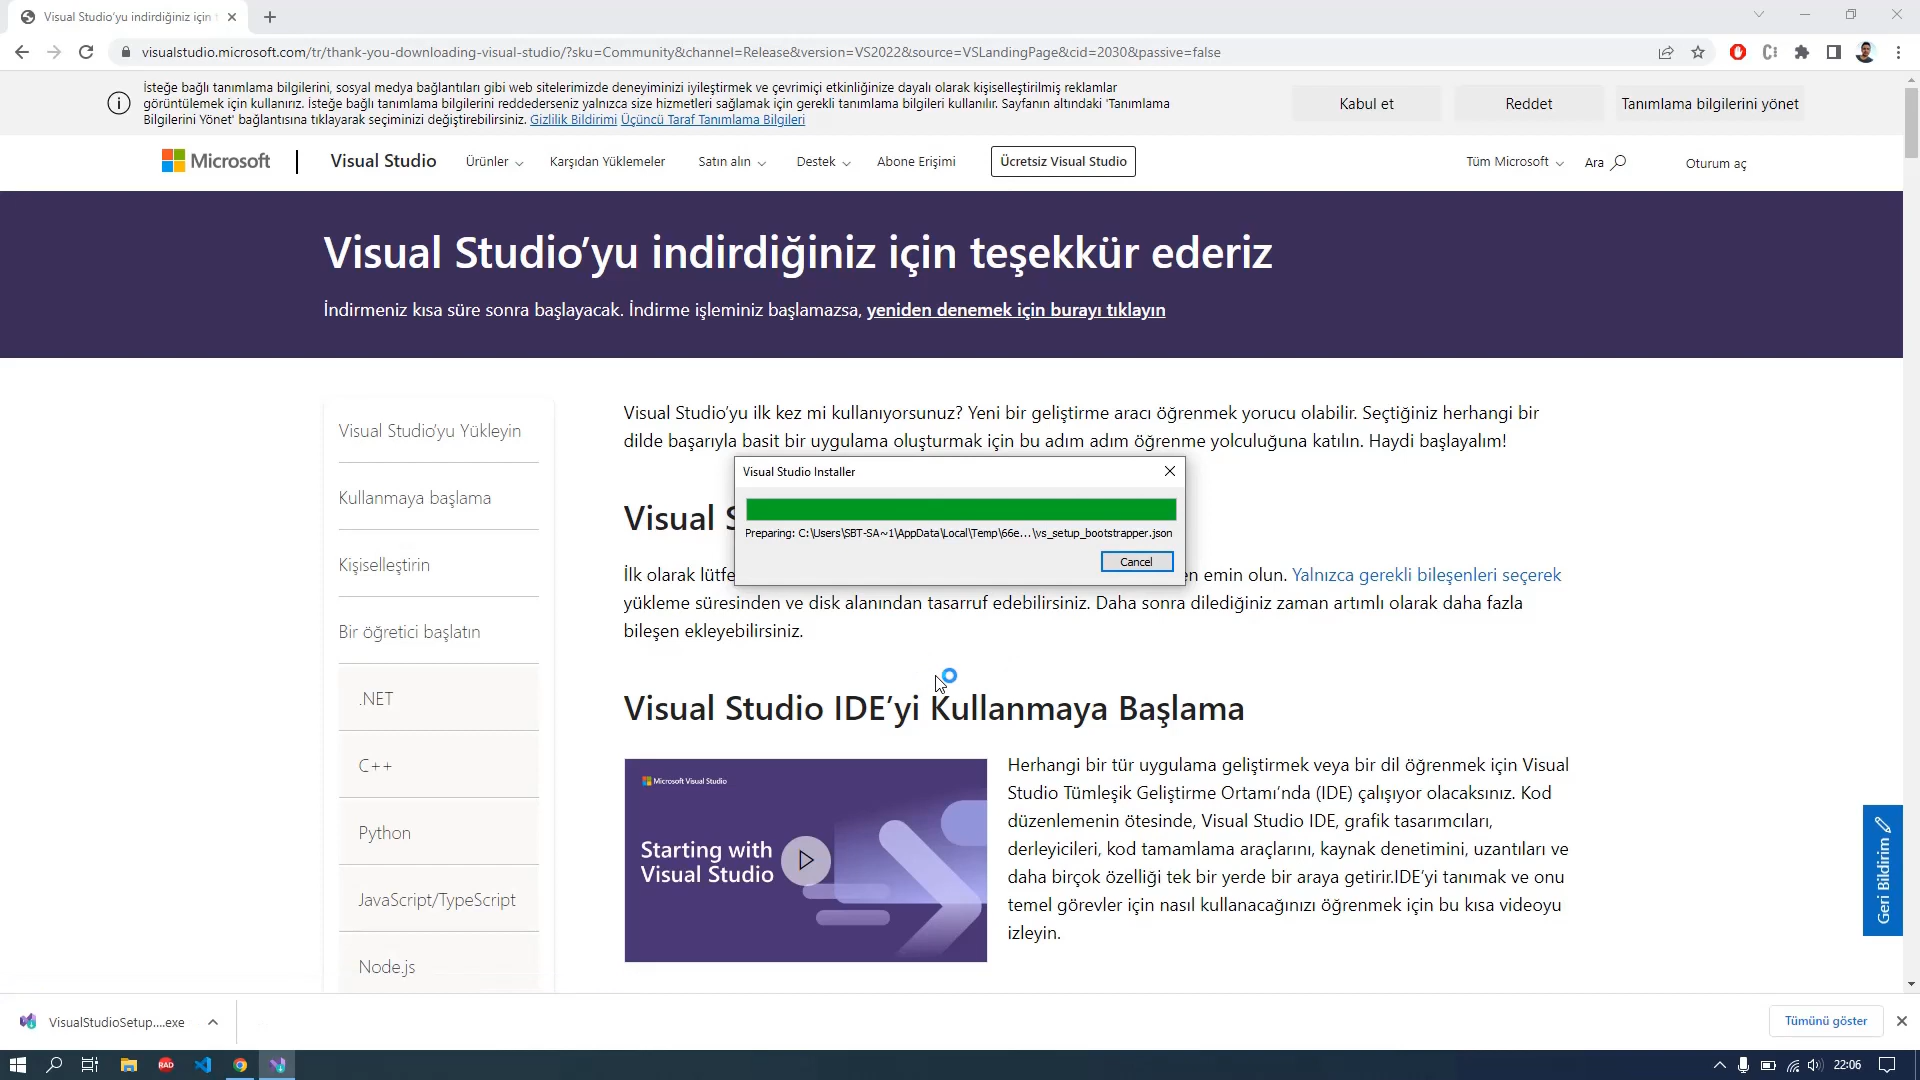 Visual Studio’yu indirdiğiniz için t
visualstudio.microsoft.com/tr/thank-you-downloading-visual-studio/?sku=Community&channel=Release&version=VS2022&source=VSLandingPage&cid=2030&passive=false
İsteğe bağlı tanımlama bilgilerini, sosyal medya bağlantıları gibi web sitelerimizde deneyiminizi iyileştirmek ve çevrimiçi etkinliğinize dayalı olarak kişiselleştirilmiş reklamlar
görüntülemek için kullanırız. İsteğe bağlı tanımlama bilgilerini reddederseniz yalnızca size hizmetleri sağlamak için gerekli tanımlama bilgileri kullanılır. Sayfanın altındaki 'Tanımlama
Bilgilerini Yönet' bağlantısına tıklayarak seçiminizi değiştirebilirsiniz. Gizlilik Bildirimi Üçüncü Taraf Tanımlama Bilgileri
Kabul et
Reddet
Tanımlama bilgilerini yönet
Microsoft
Visual Studio
Ürünler
Karşıdan Yüklemeler
Satın alın
Destek
Abone Erişimi
Ücretsiz Visual Studio
Tüm Microsoft
Ara
Oturum aç
Visual Studio’yu indirdiğiniz için teşekkür ederiz
İndirmeniz kısa süre sonra başlayacak. İndirme işleminiz başlamazsa, yeniden denemek için burayı tıklayın
Visual Studio’yu Yükleyin
Kullanmaya başlama
Kişiselleştirin
Bir öğretici başlatın
.NET
C++
Python
JavaScript/TypeScript
Node.js
Visual Studio’yu ilk kez mi kullanıyorsunuz? Yeni bir geliştirme aracı öğrenmek yorucu olabilir. Seçtiğiniz herhangi bir
dilde başarıyla basit bir uygulama oluşturmak için bu adım adım öğrenme yolculuğuna katılın. Haydi başlayalım!
Visual S
Visual Studio Installer
Preparing: C:\Users\SBT-SA~1\AppData\Local\Temp\66e...\vs_setup_bootstrapper.json
Cancel
İlk olarak lütfe
en emin olun. Yalnızca gerekli bileşenleri seçerek
yükleme süresinden ve disk alanından tasarruf edebilirsiniz. Daha sonra dilediğiniz zaman artımlı olarak daha fazla
bileşen ekleyebilirsiniz.
Visual Studio IDE’yi Kullanmaya Başlama
Microsoft Visual Studio
Starting with
Visual Studio
Herhangi bir tür uygulama geliştirmek veya bir dil öğrenmek için Visual
Studio Tümleşik Geliştirme Ortamı’nda (IDE) çalışıyor olacaksınız. Kod
düzenlemenin ötesinde, Visual Studio IDE, grafik tasarımcıları,
derleyicileri, kod tamamlama araçlarını, kaynak denetimini, uzantıları ve
daha birçok özelliği tek bir yerde bir araya getirir.IDE’yi tanımak ve onu
temel görevler için nasıl kullanacağınızı öğrenmek için bu kısa videoyu
izleyin.
Geri Bildirim
VisualStudioSetup....exe
Tümünü göster
RAD
22:06